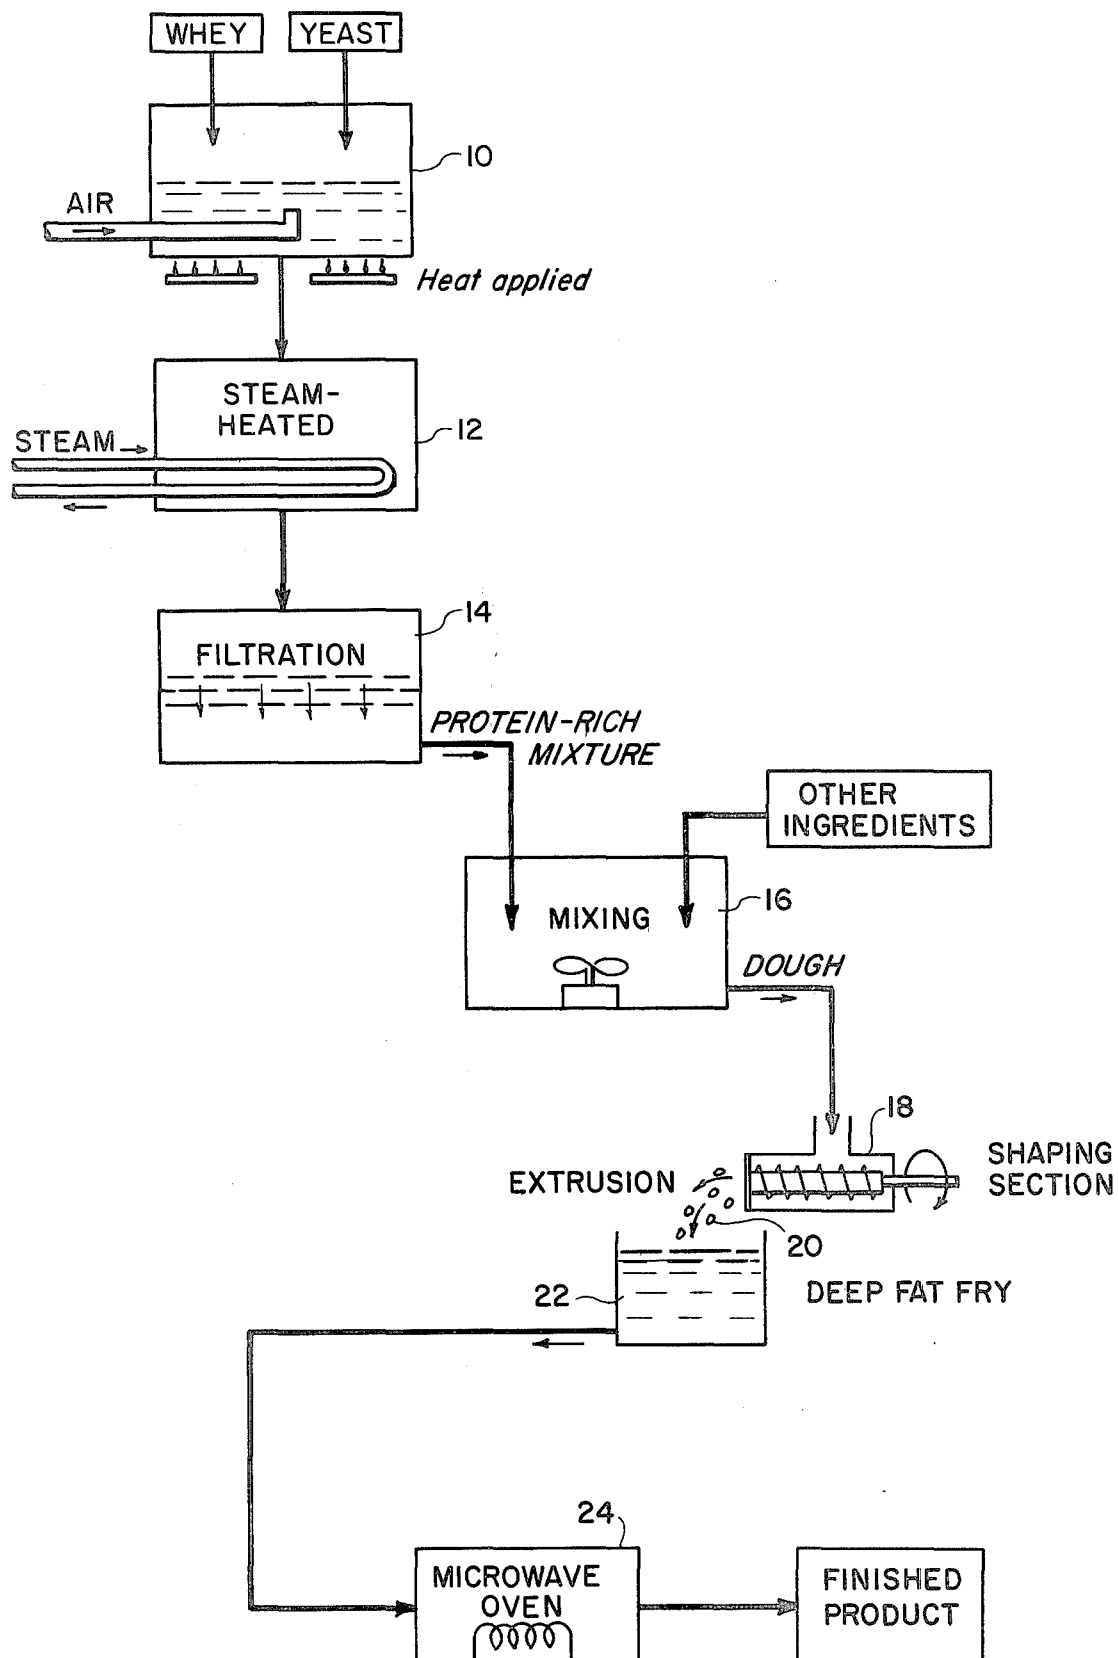 WHEY
YEAST
10
AIR
Heat applied
STEAM-
HEATED
12
STEAM
14
FILTRATION
PROTEIN-RICH
MIXTURE
OTHER
INGREDIENTS
16
MIXING
DOUGH
18
SHAPING
SECTION
EXTRUSION
20
22
DEEP FAT FRY
24
MICROWAVE
OVEN
FINISHED
PRODUCT